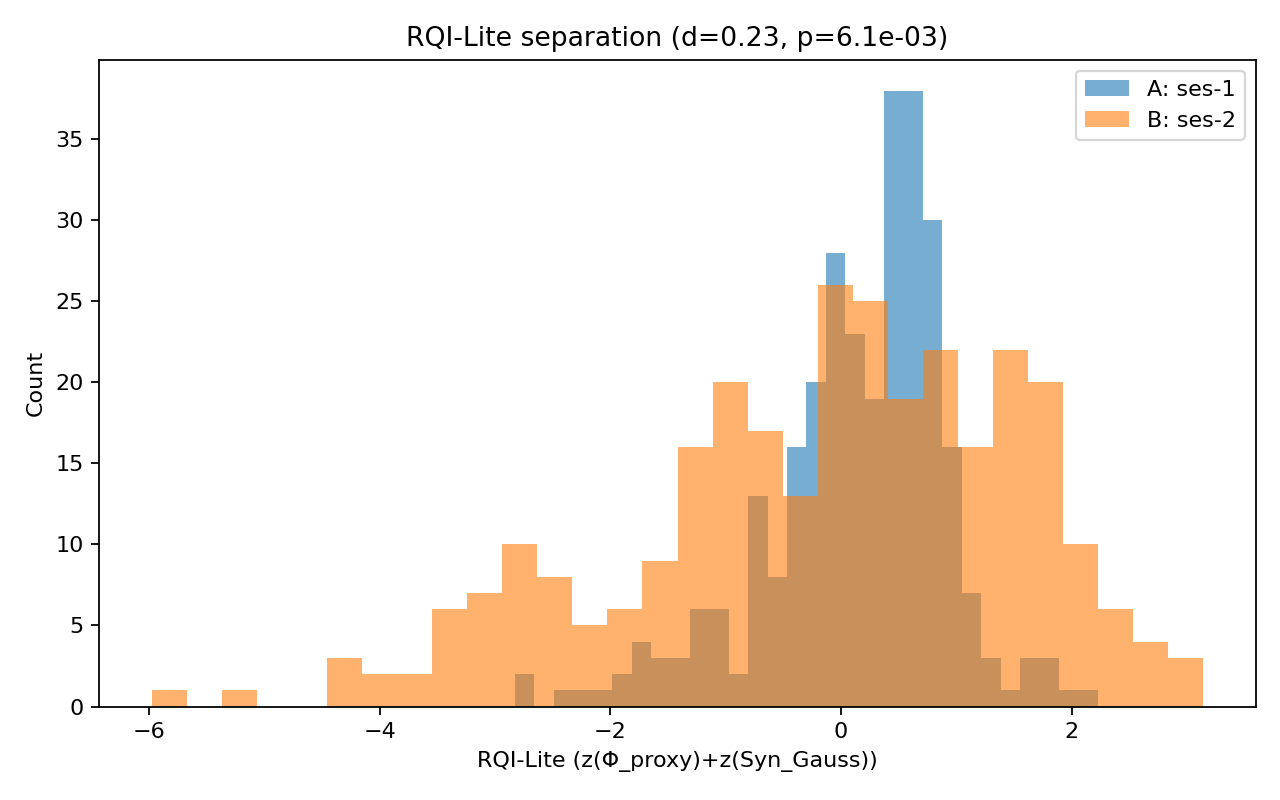 RQI-Lite separation (d=0.23, p=6.1e-03)
A: ses-1
B: ses-2
Count
35
30
25
20
15
10
5
0
−6
−4
−2
0
2
RQI-Lite (z(Φ_proxy)+z(Syn_Gauss))